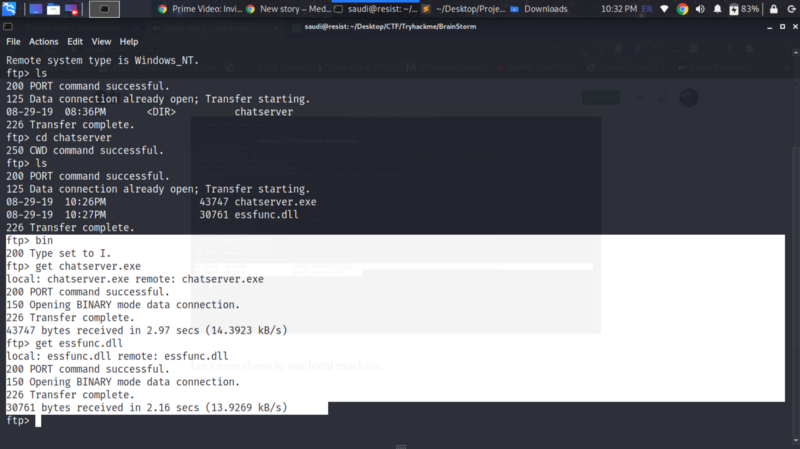 Prime Video: Invi...
New story – Med...
saudi@resist: ~/...
~/Desktop/Proje...
Downloads
10:32 PM
EN
83%
saudi@resist: ~/Desktop/CTF/Tryhackme/BrainStorm
File Actions Edit View Help
Remote system type is Windows_NT.
ftp> ls
200 PORT command successful.
125 Data connection already open; Transfer starting.
08-29-19 08:36PM <DIR> chatserver
226 Transfer complete.
ftp> cd chatserver
250 CWD command successful.
ftp> ls
200 PORT command successful.
125 Data connection already open; Transfer starting.
08-29-19 10:26PM 43747 chatserver.exe
08-29-19 10:27PM 30761 essfunc.dll
226 Transfer complete.
ftp> bin
200 Type set to I.
ftp> get chatserver.exe
local: chatserver.exe remote: chatserver.exe
200 PORT command successful.
150 Opening BINARY mode data connection.
226 Transfer complete.
43747 bytes received in 2.97 secs (14.3923 kB/s)
ftp> get essfunc.dll
local: essfunc.dll remote: essfunc.dll
200 PORT command successful.
150 Opening BINARY mode data connection.
226 Transfer complete.
30761 bytes received in 2.16 secs (13.9269 kB/s)
ftp>